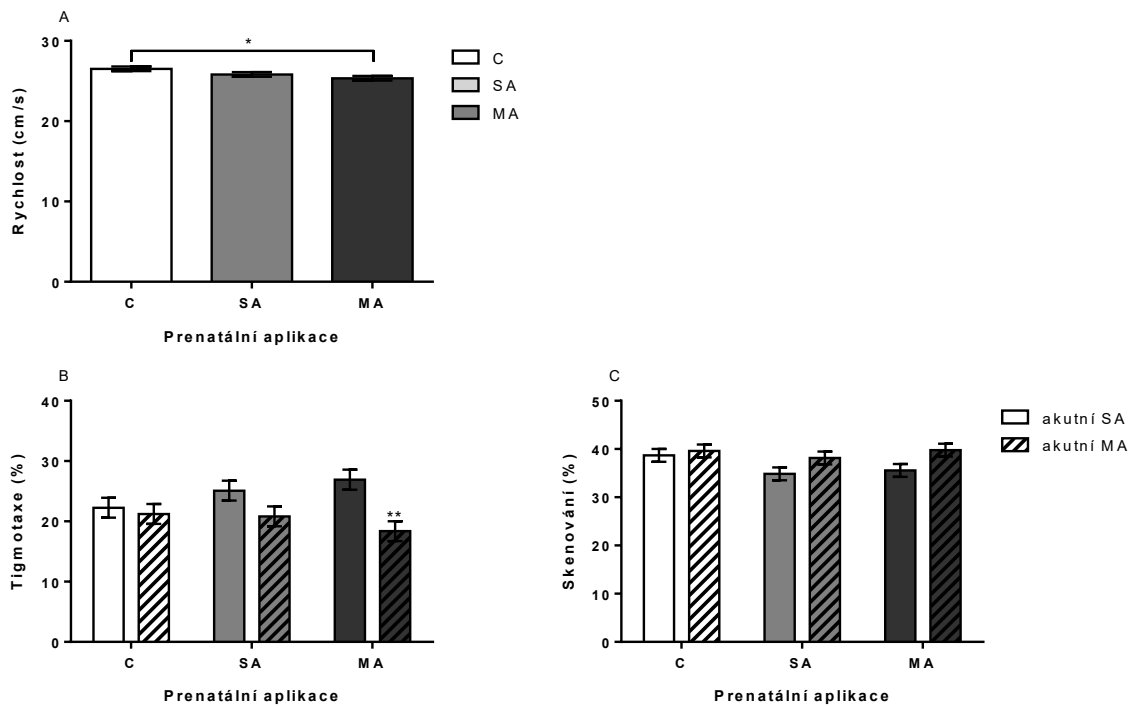 A
30
20
10
0
Rychlost (cm/s)
*
C
SA
MA
Prenatální aplikace
C
SA
MA
B
40
30
20
10
0
Tigmotaxe (%)
**
C
SA
MA
Prenatální aplikace
C
50
40
30
20
10
0
Skenování (%)
C
SA
MA
Prenatální aplikace
akutní SA
akutní MA